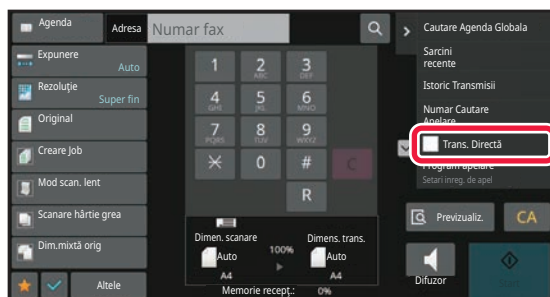 Agenda
Adresa
Numar fax
Expunere
Auto
Rezoluţie
Super fin
Original
Creare Job
Mod scan. lent
Scanare hârtie grea
Dim.mixtă orig
Altele
1
2
ABC
3
DEF
4
GHI
5
JKL
6
MNO
7
PQRS
8
TUV
9
WXYZ
0
#
C
R
Dimen. scanare
100%
Dimens. trans.
Auto
Auto
A4
A4
Memorie recepţ.:
0%
Cautare Agenda Globala
Sarcini
recente
Istoric Transmisii
Numar Cautare
Apelare
Trans. Directă
Program apelare
Setari inreg. de apel
Previzualiz.
CA
Difuzor
Start